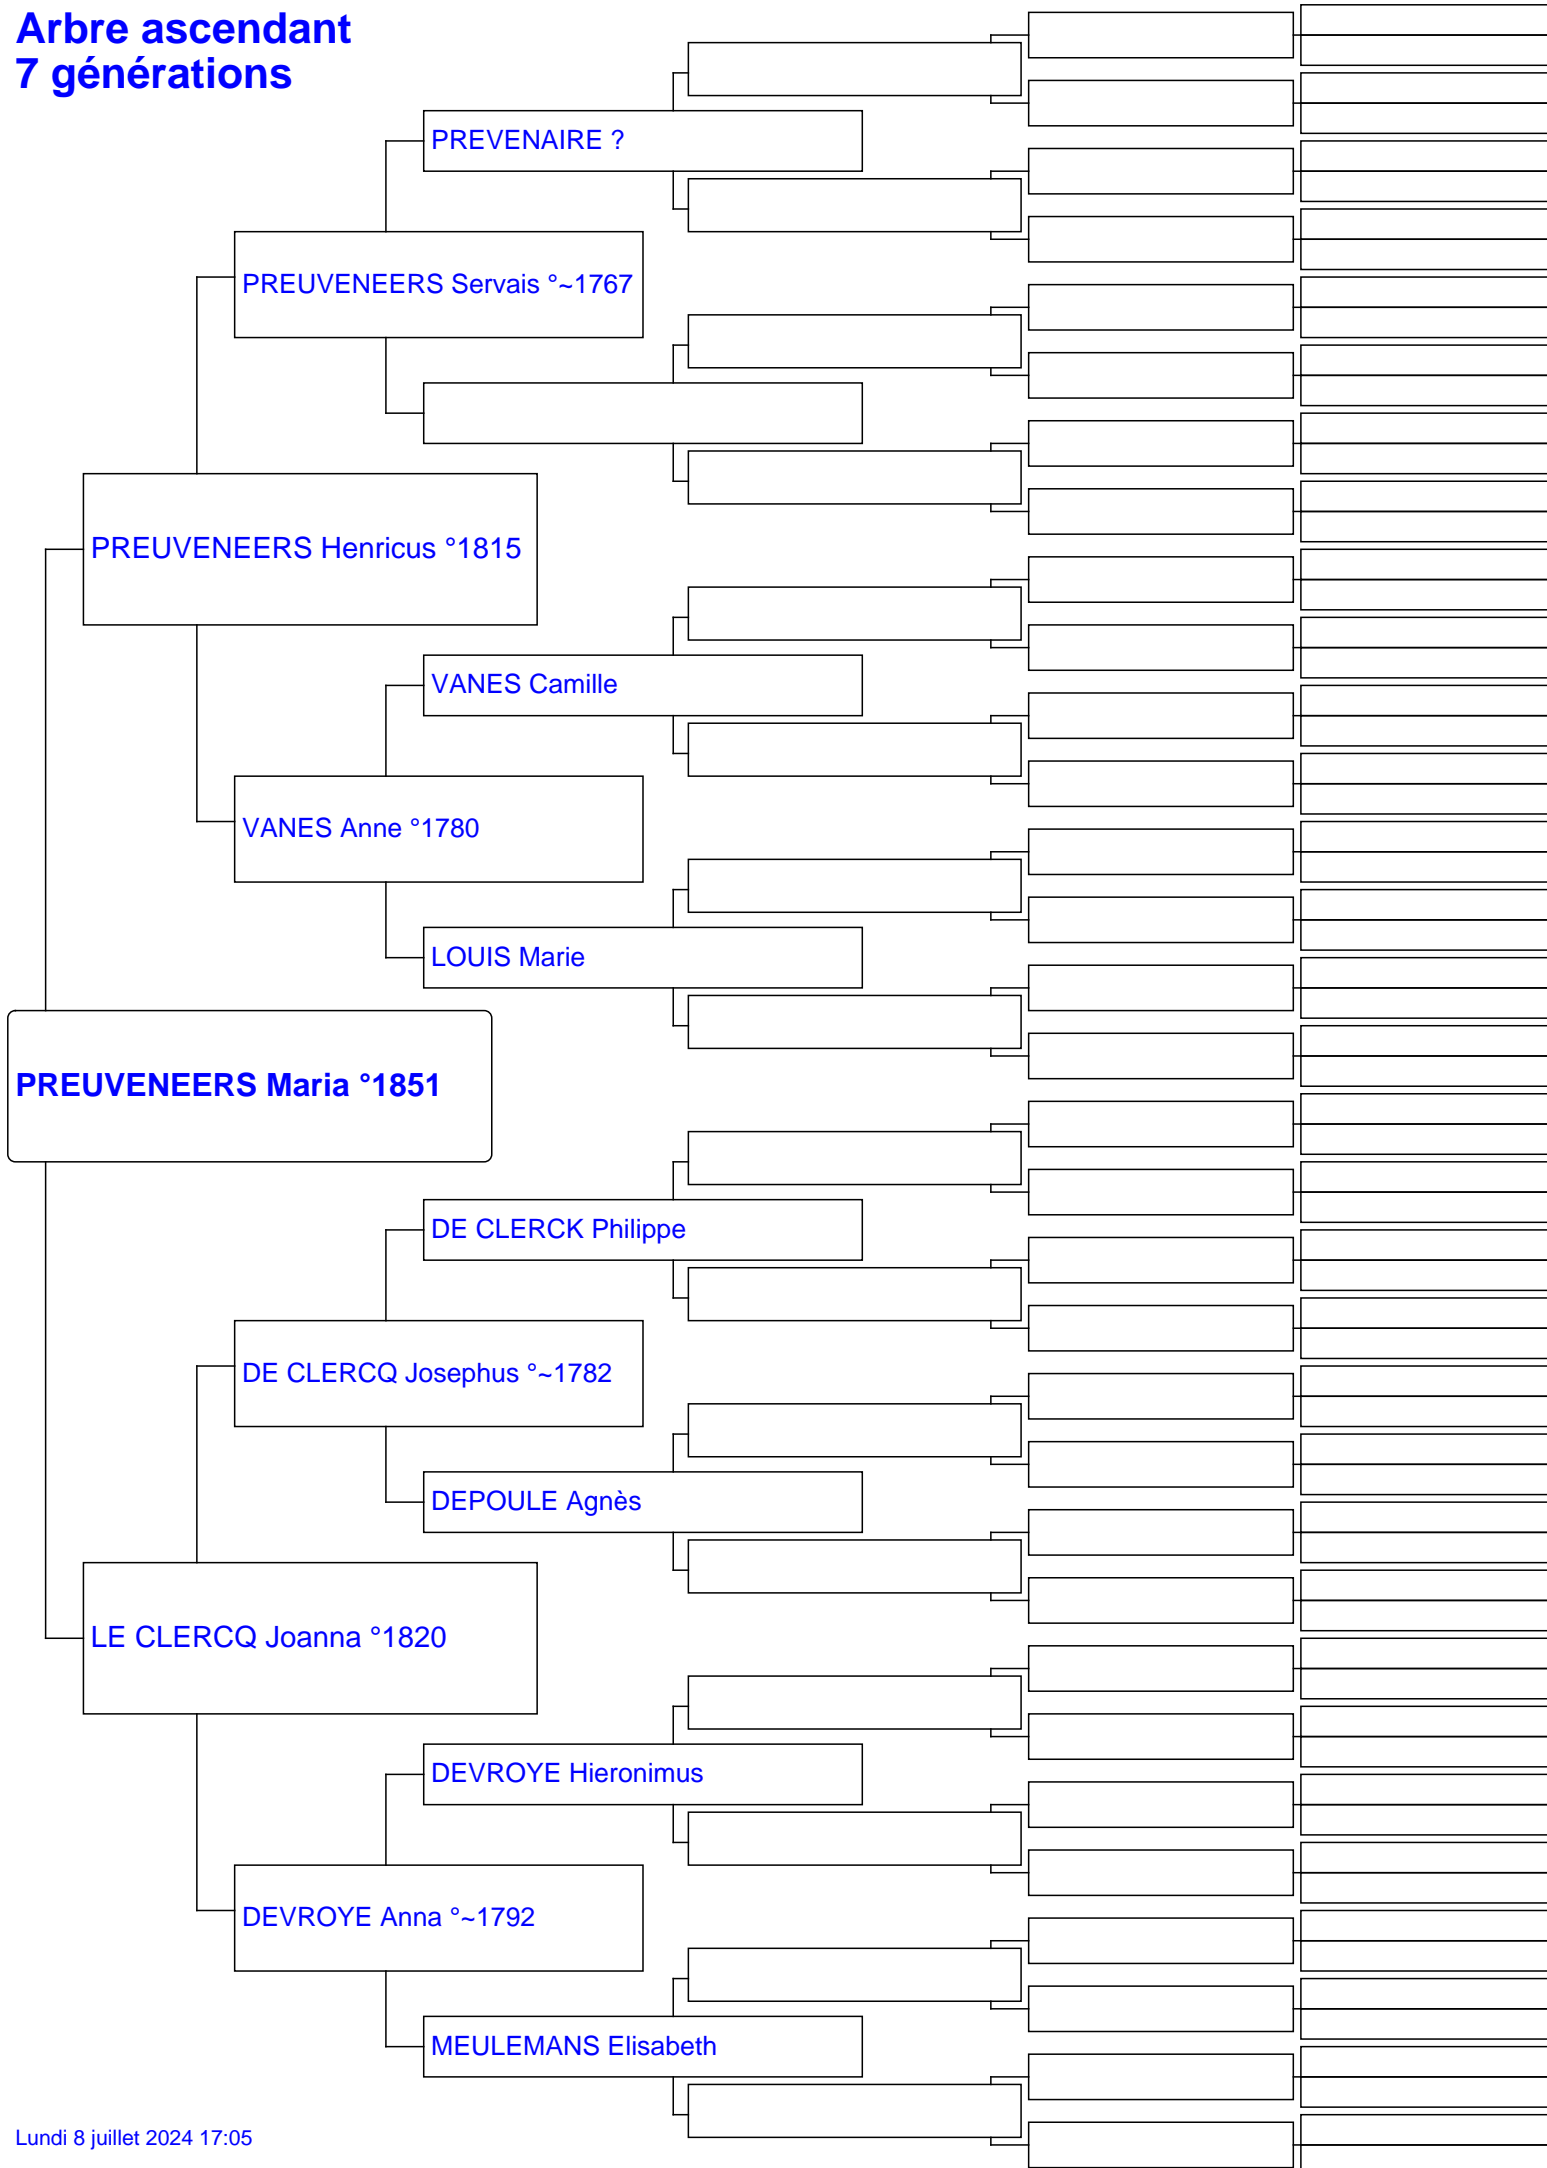 Arbre ascendant
7 générations
PREVENAIRE ?
PREUVENEERS Servais °~1767
PREUVENEERS Henricus °1815
VANES Camille
VANES Anne °1780
LOUIS Marie
PREUVENEERS Maria °1851
DE CLERCK Philippe
DE CLERCQ Josephus °~1782
DEPOULE Agnès
LE CLERCQ Joanna °1820
DEVROYE Hieronimus
DEVROYE Anna °~1792
MEULEMANS Elisabeth
Lundi 8 juillet 2024 17:05